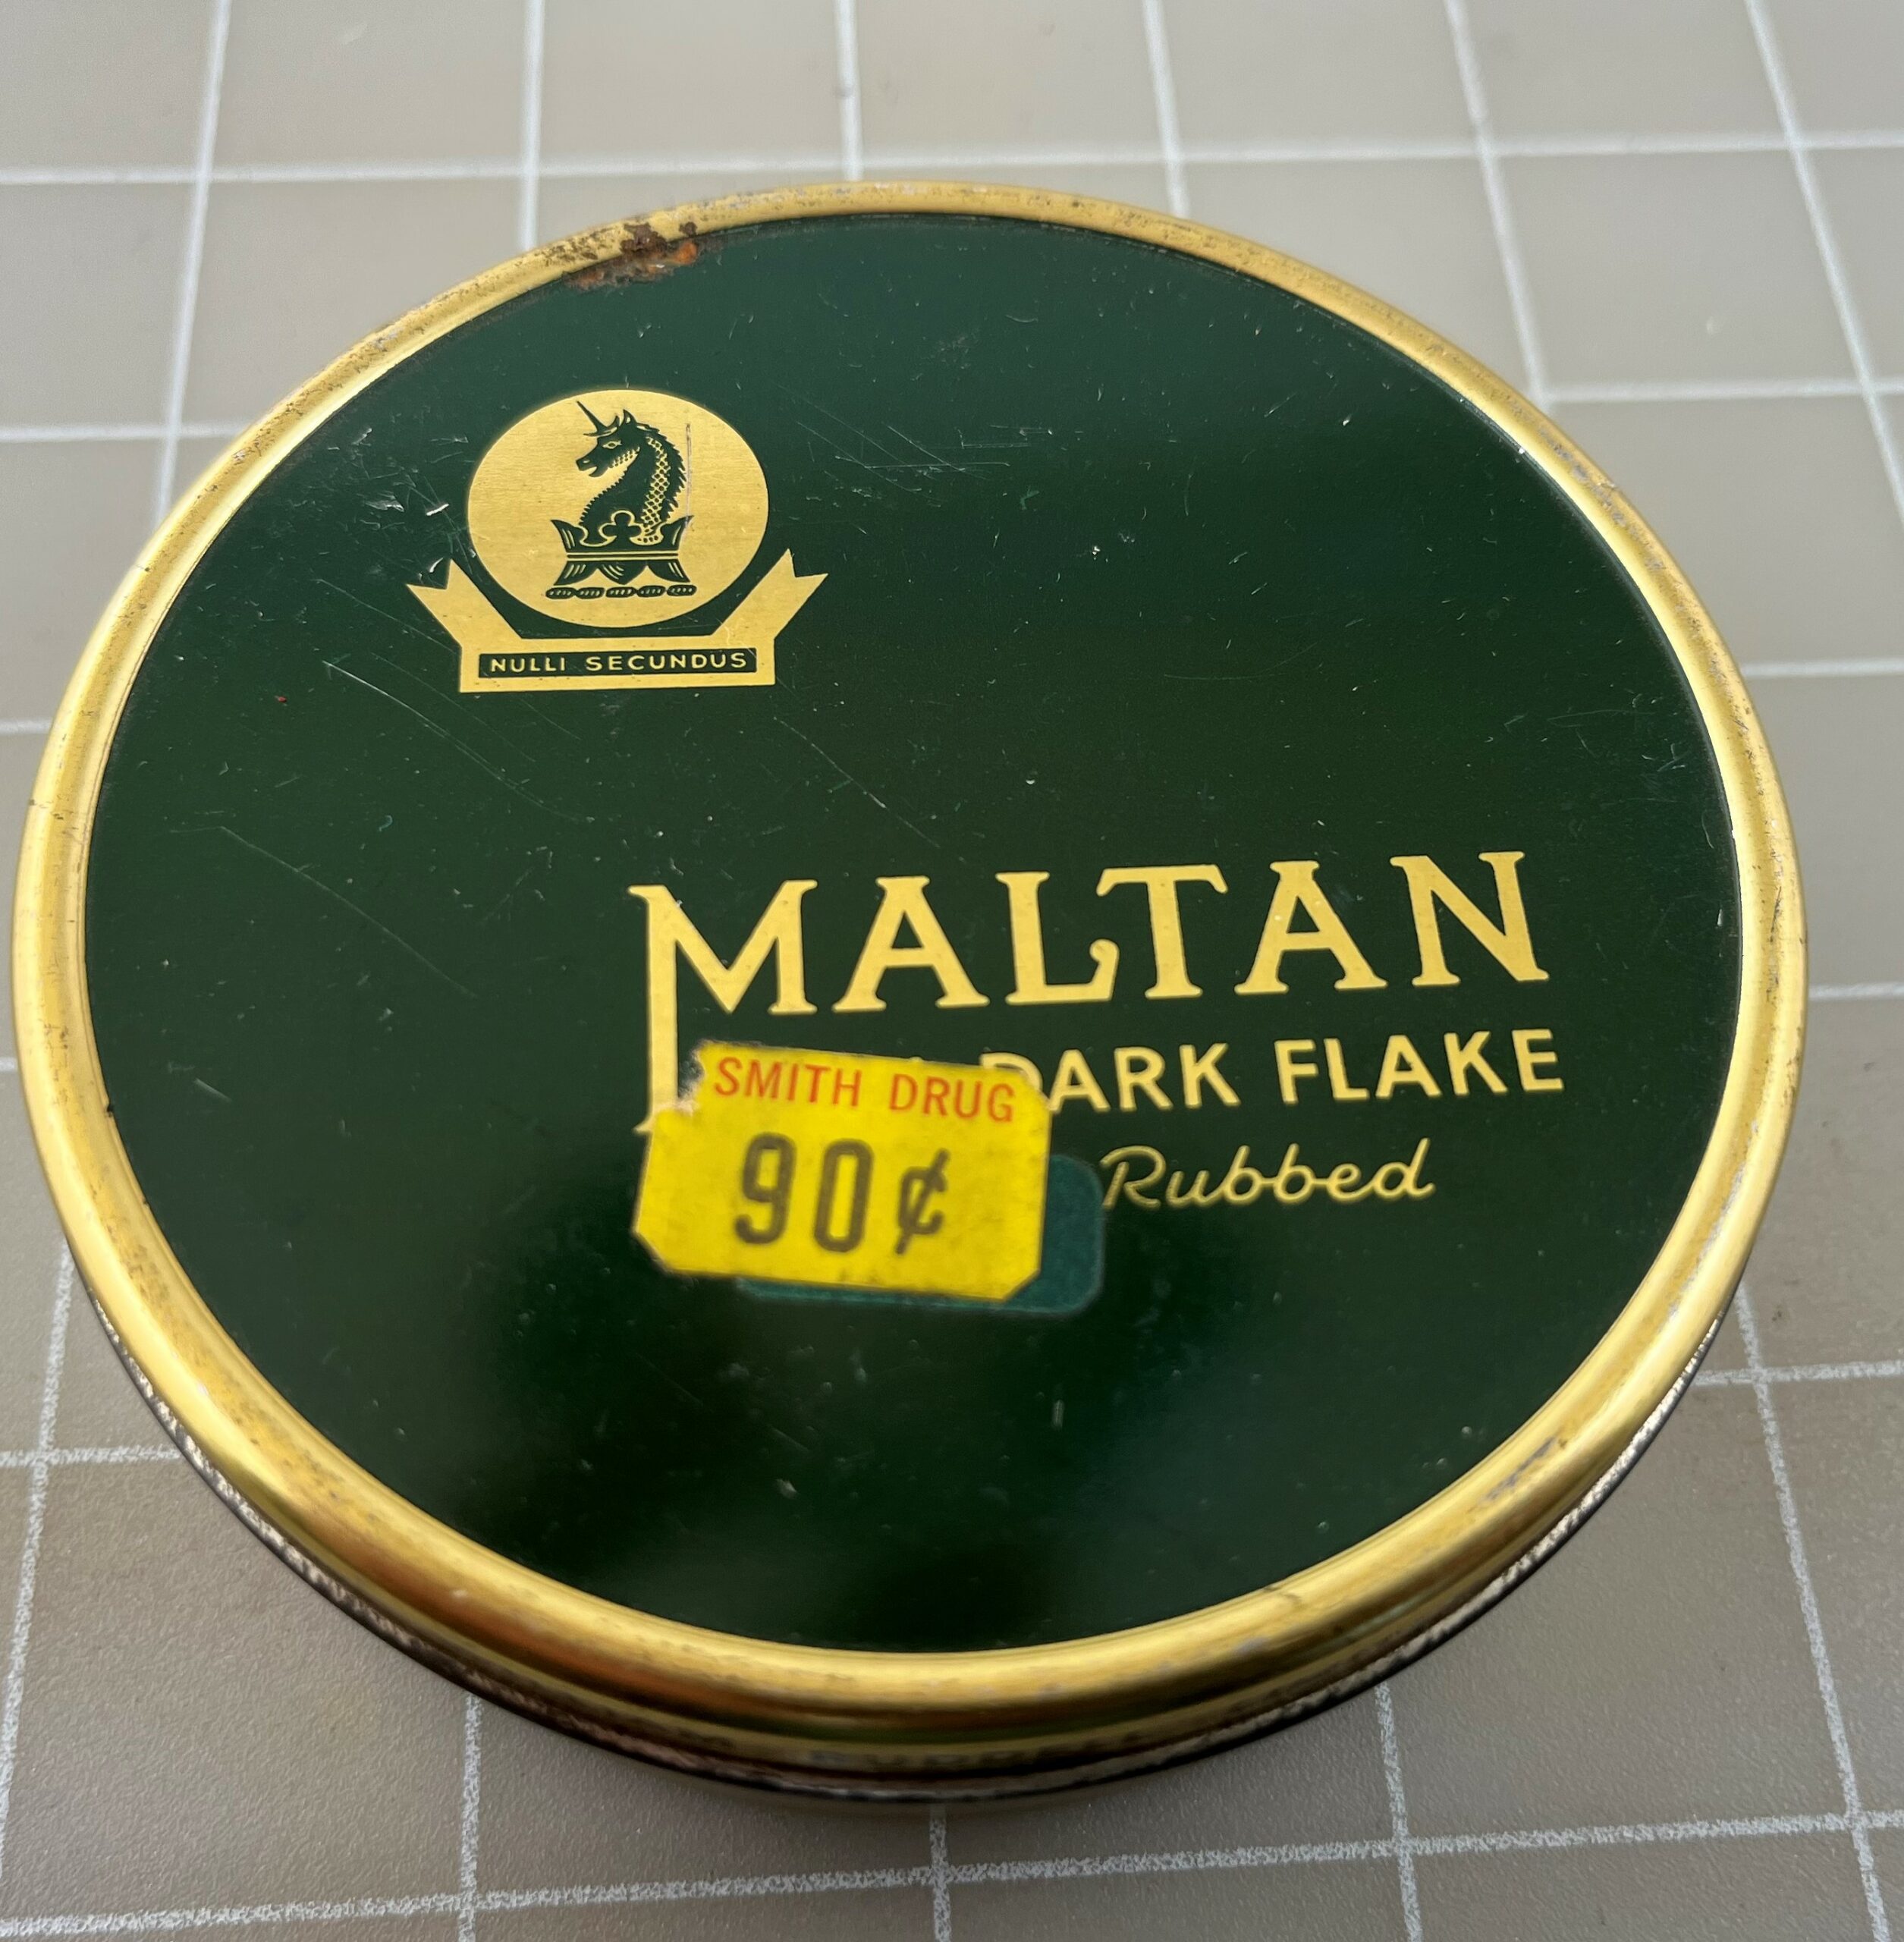 NULLI SECUNDUS
MALTAN
DARK FLAKE
SMITH DRUG
90¢
Rubbed